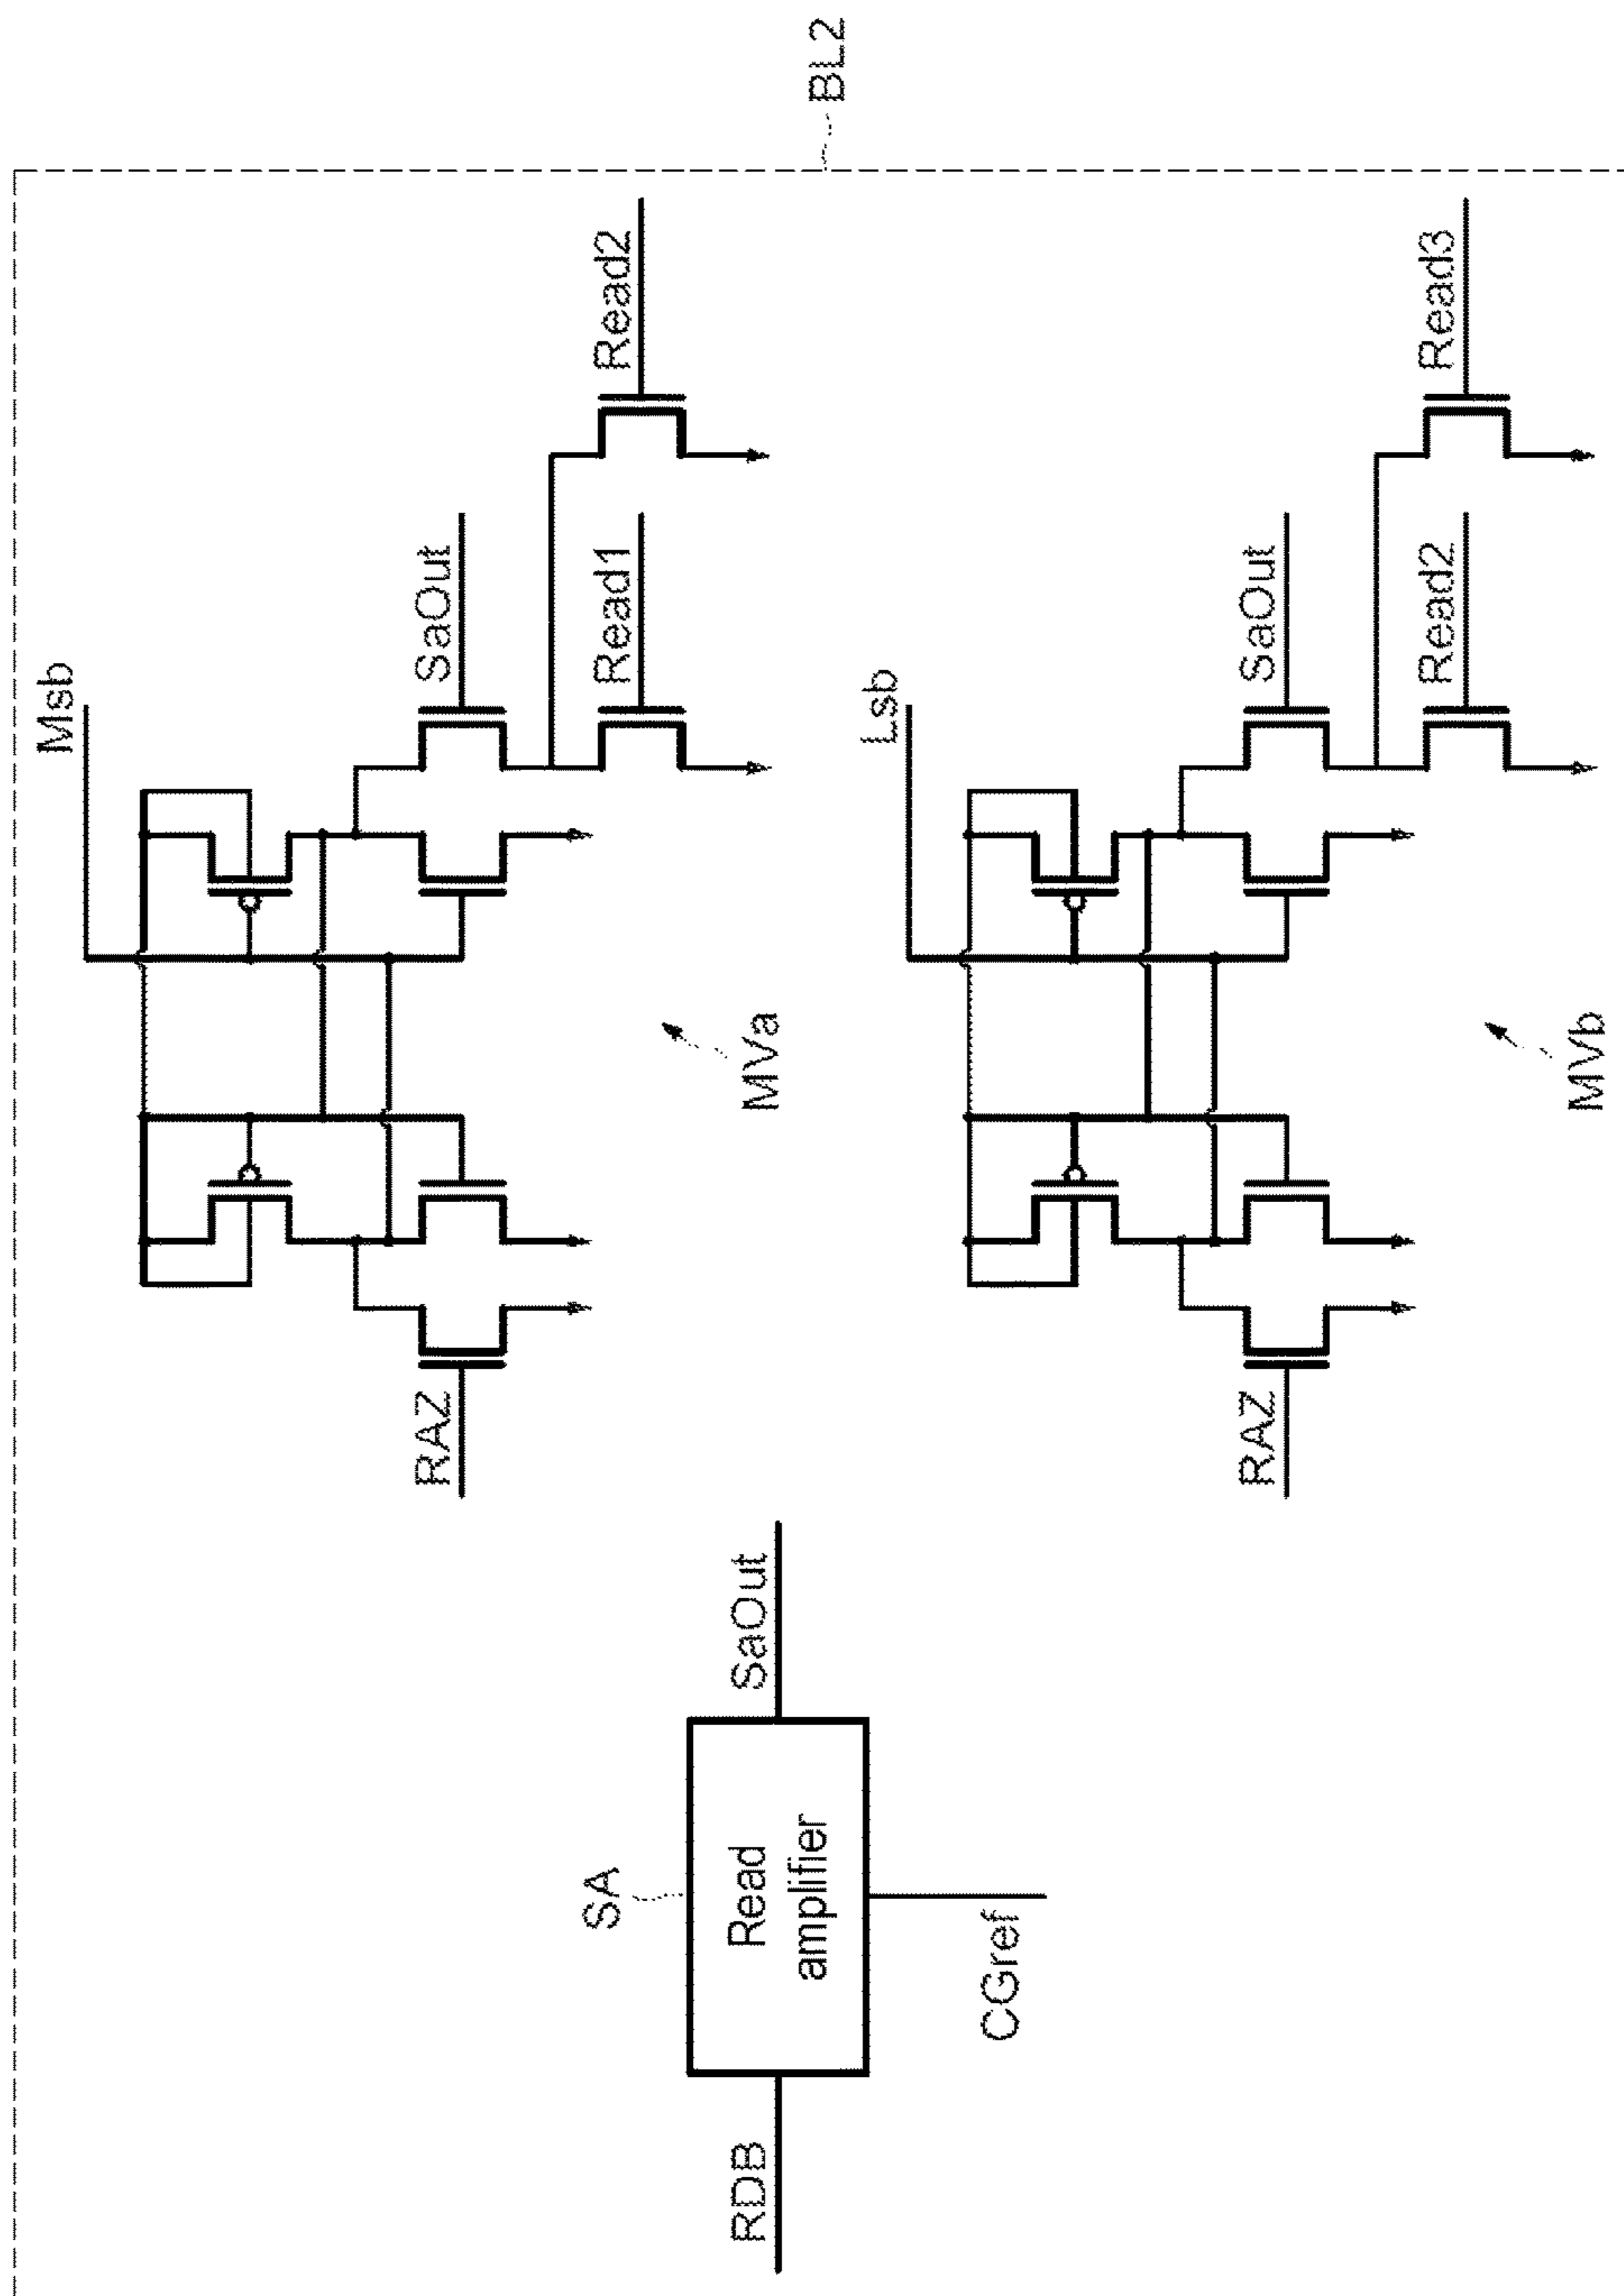 BL2
Msb
SaOut
Read1
Read2
RAZ
MVa
Lsb
SaOut
Read2
Read3
RAZ
MVb
SA
Read
amplifier
RDB
SaOut
CGref